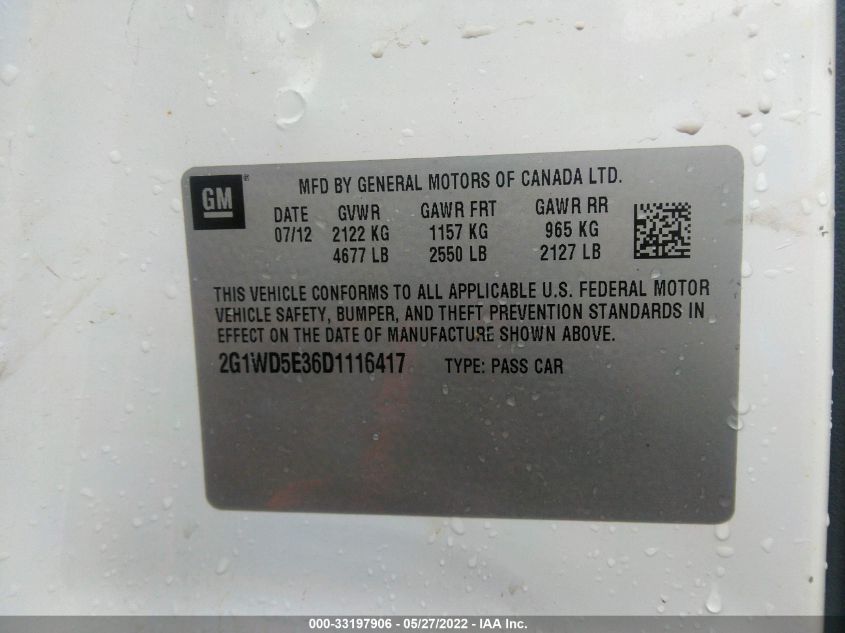 GM ®
MFD BY GENERAL MOTORS OF CANADA LTD.
DATE GVWR GAWR FRT GAWR RR
07/12 2122 KG 1157 KG 965 KG
4677 LB 2550 LB 2127 LB
THIS VEHICLE CONFORMS TO ALL APPLICABLE U.S. FEDERAL MOTOR
VEHICLE SAFETY, BUMPER, AND THEFT PREVENTION STANDARDS IN
EFFECT ON THE DATE OF MANUFACTURE SHOWN ABOVE.
2G1WD5E36D1116417 TYPE: PASS CAR
000-33197906 - 05/27/2022 - IAA Inc.